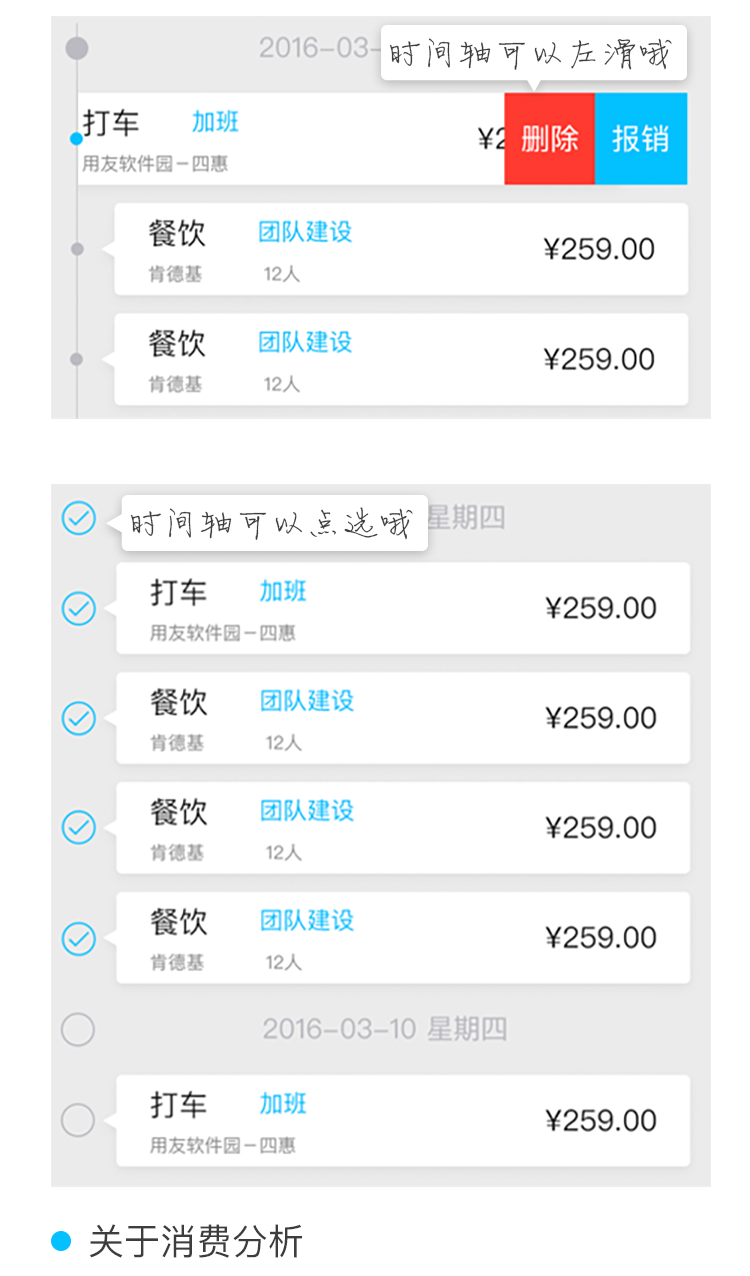 2016-03-
时间轴可以左滑哦
打车 加班
¥2
删除 报销
用友软件园－四惠
餐饮 团队建设
¥259.00
肯德基 12人
餐饮 团队建设
¥259.00
肯德基 12人
时间轴可以点选哦
星期四
打车 加班
¥259.00
用友软件园－四惠
餐饮 团队建设
¥259.00
肯德基 12人
餐饮 团队建设
¥259.00
肯德基 12人
餐饮 团队建设
¥259.00
肯德基 12人
2016-03-10 星期四
打车 加班
¥259.00
用友软件园－四惠
关于消费分析